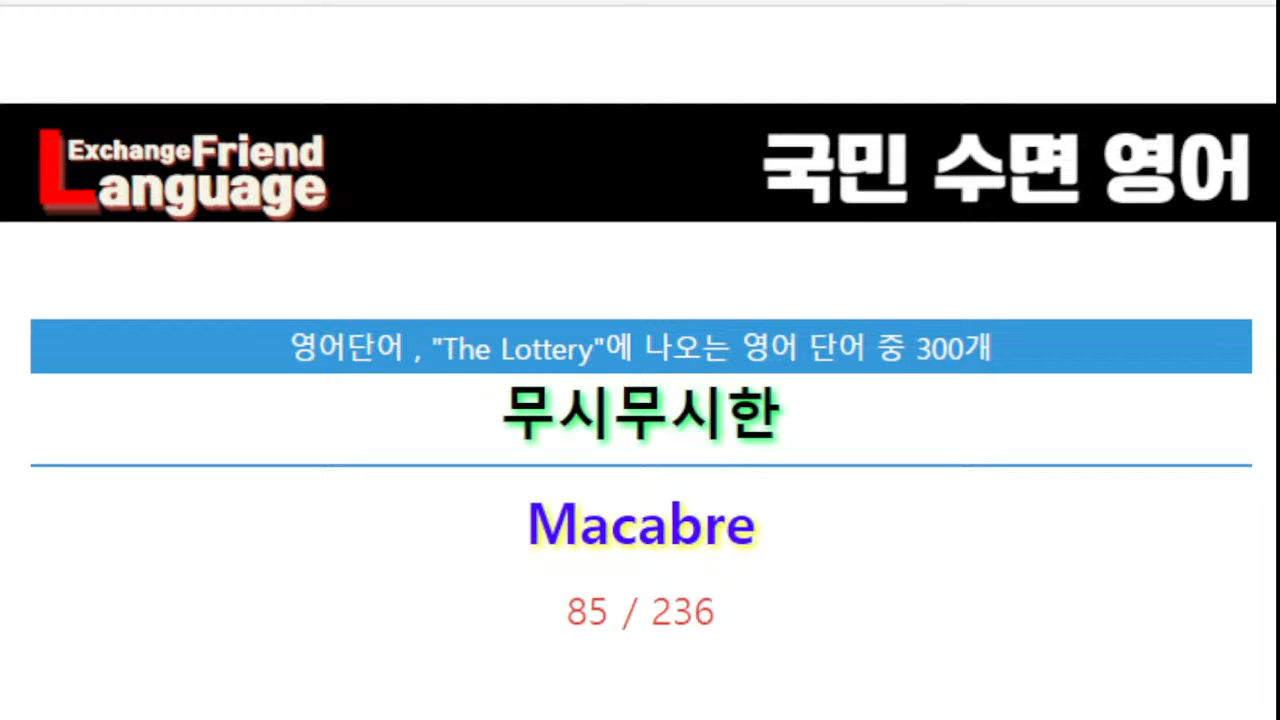 Exchange Friend
Language
국민 수면 영어
영어단어 , "The Lottery"에 나오는 영어 단어 중 300개
무시무시한
Macabre
85 / 236